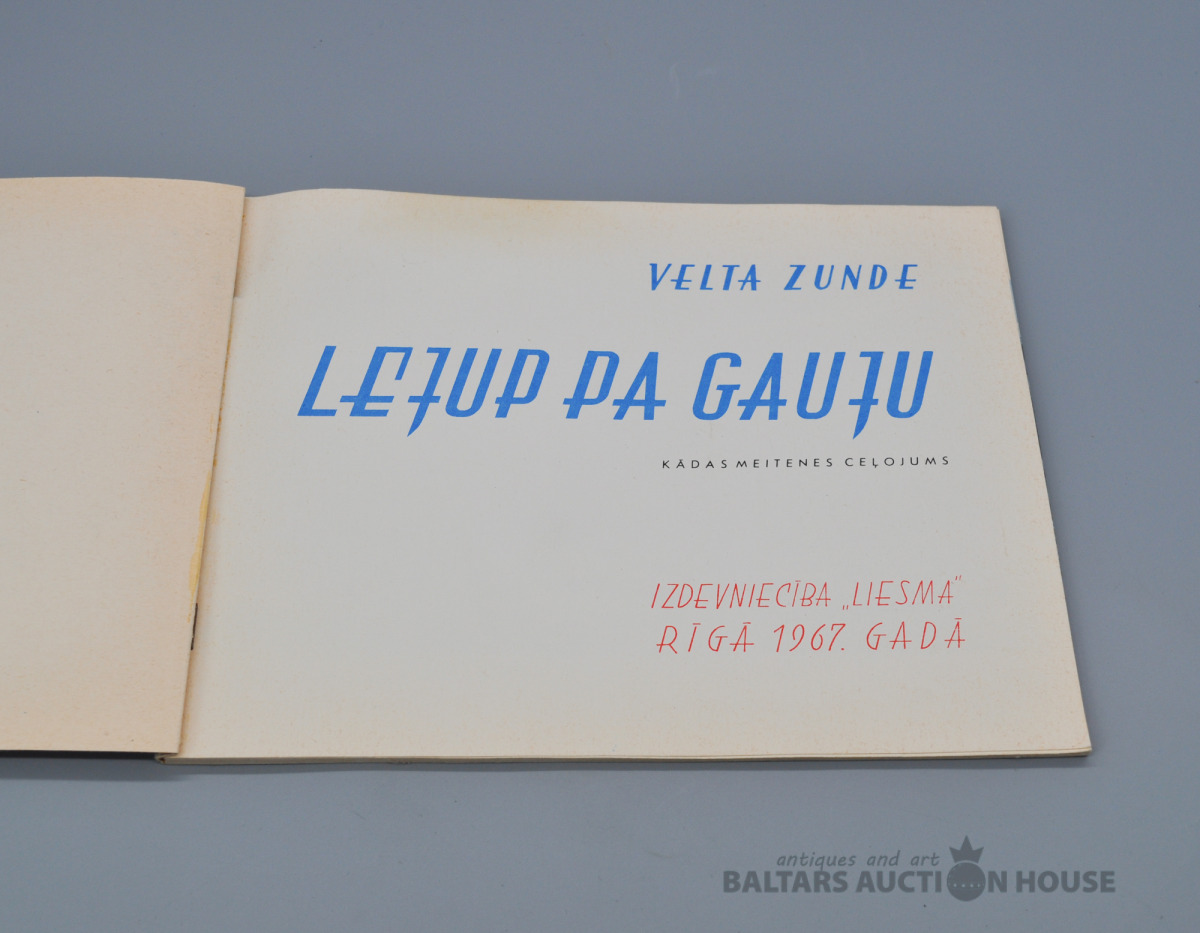 VELTA ZUNDE
LEJUP PA GAUJU
KĀDAS MEITENES CEĻOJUMS
IZDEVNIECĪBA „LIESMA”
RĪGĀ 1967. GADĀ
antiques and art
BALTARS AUCTION HOUSE